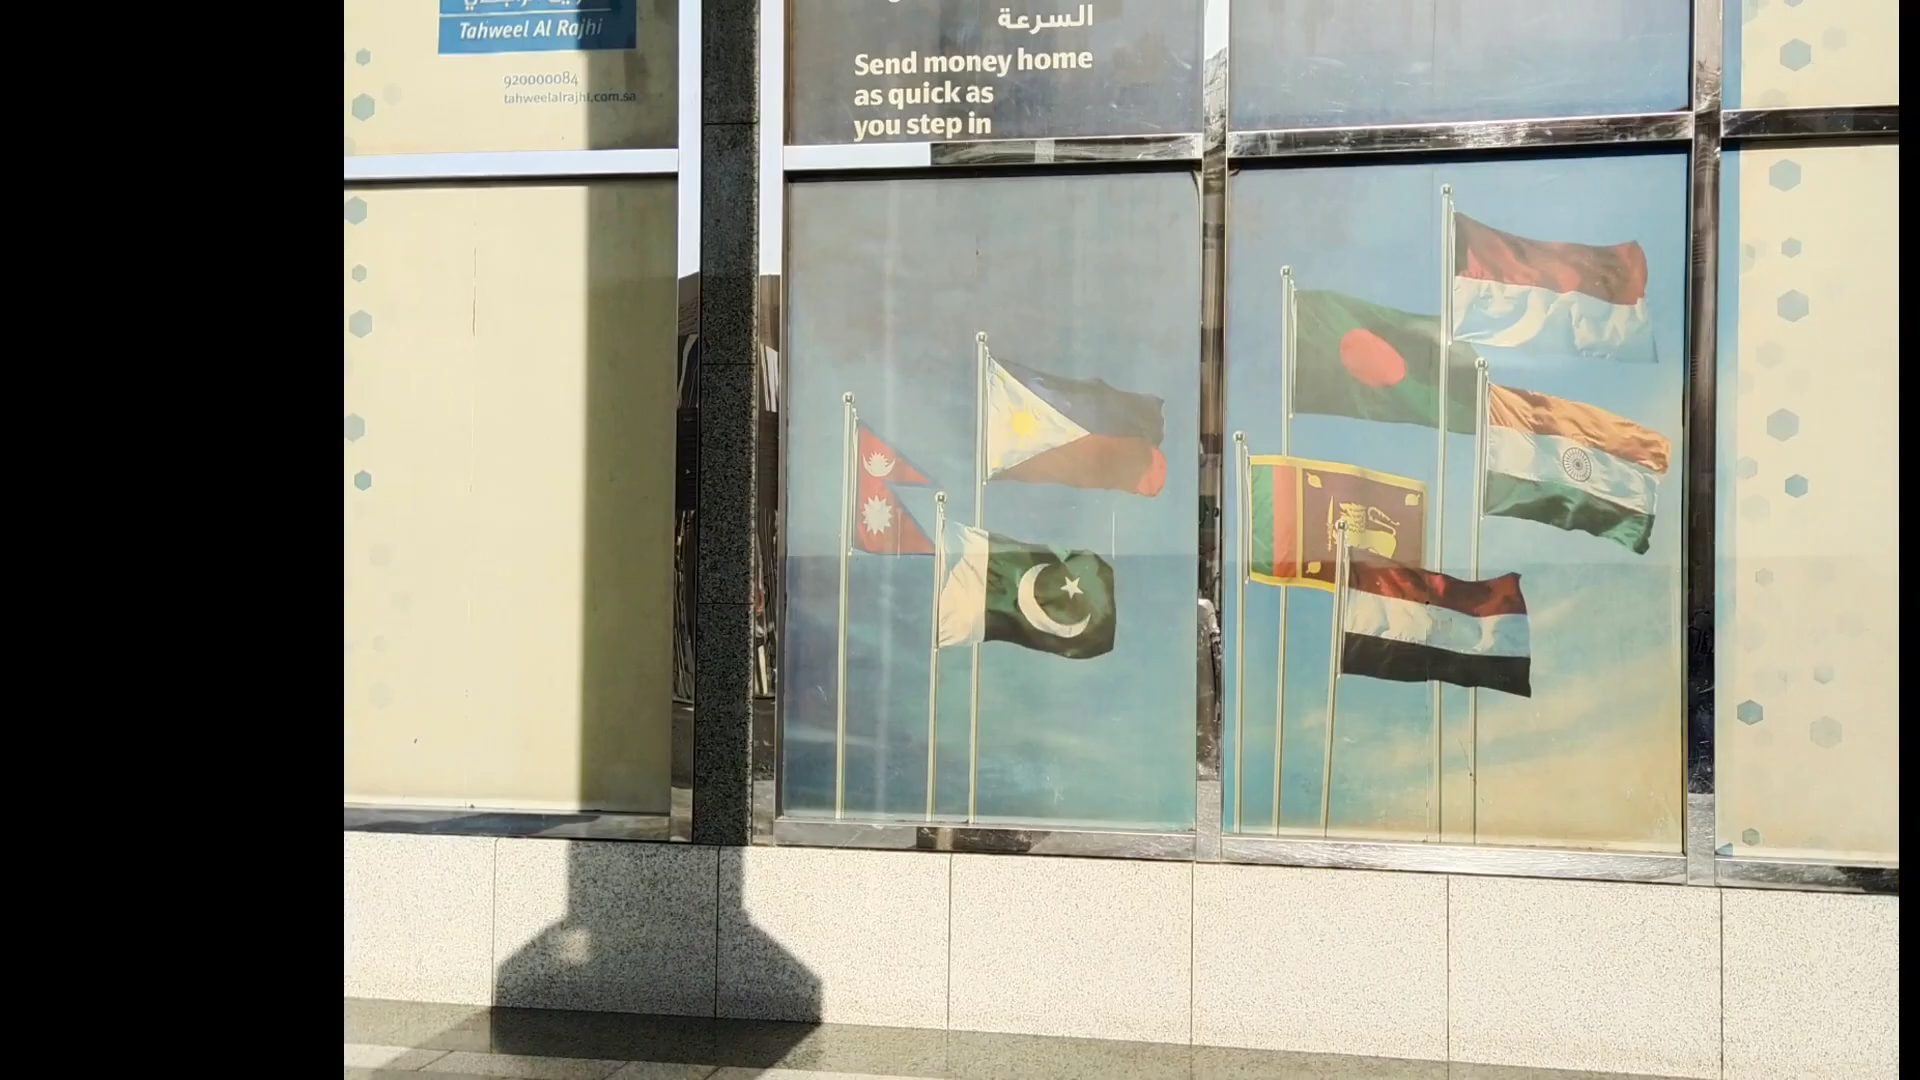 Tahweel Al Rajhi
920000084
tahweelalrajhi.com.sa
السرعة
Send money home
as quick as
you step in